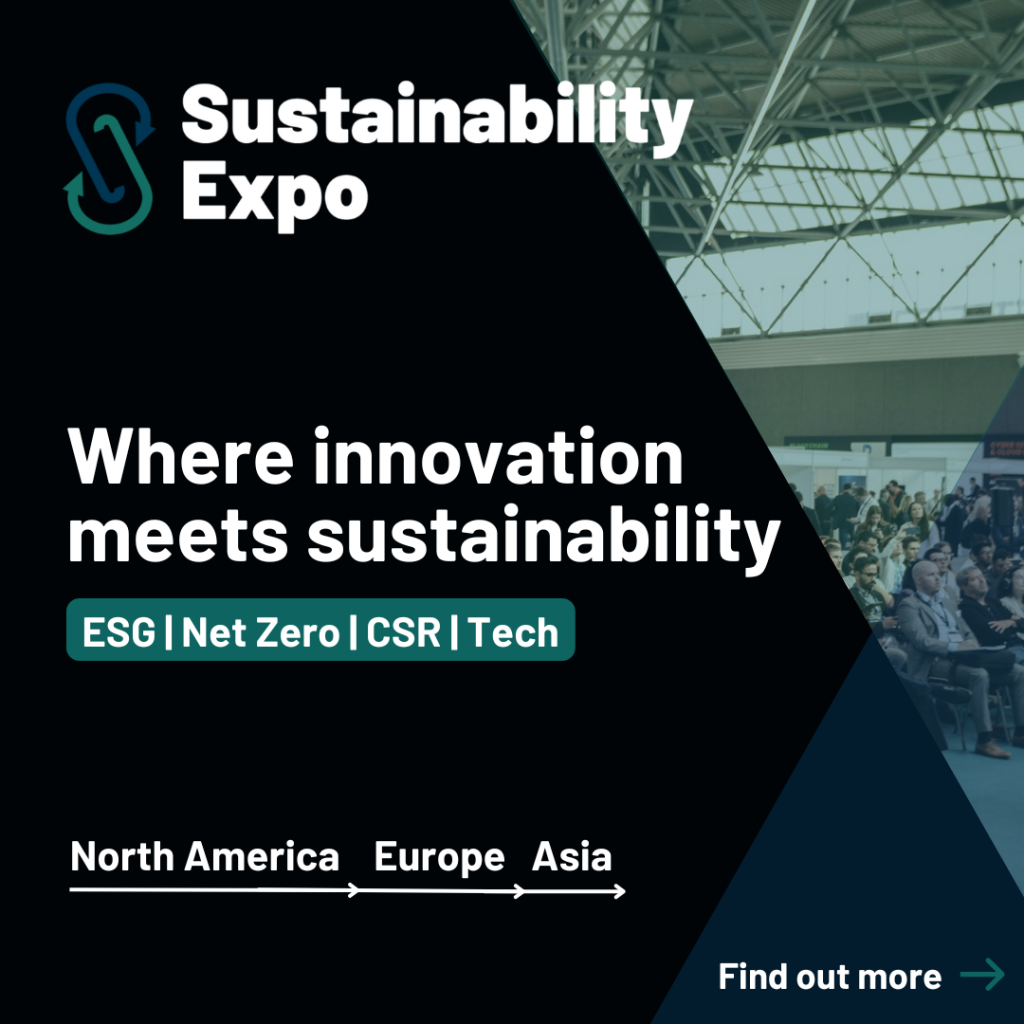 Sustainability
Expo
Where innovation
meets sustainability
ESG | Net Zero | CSR | Tech
North America Europe Asia
Find out more